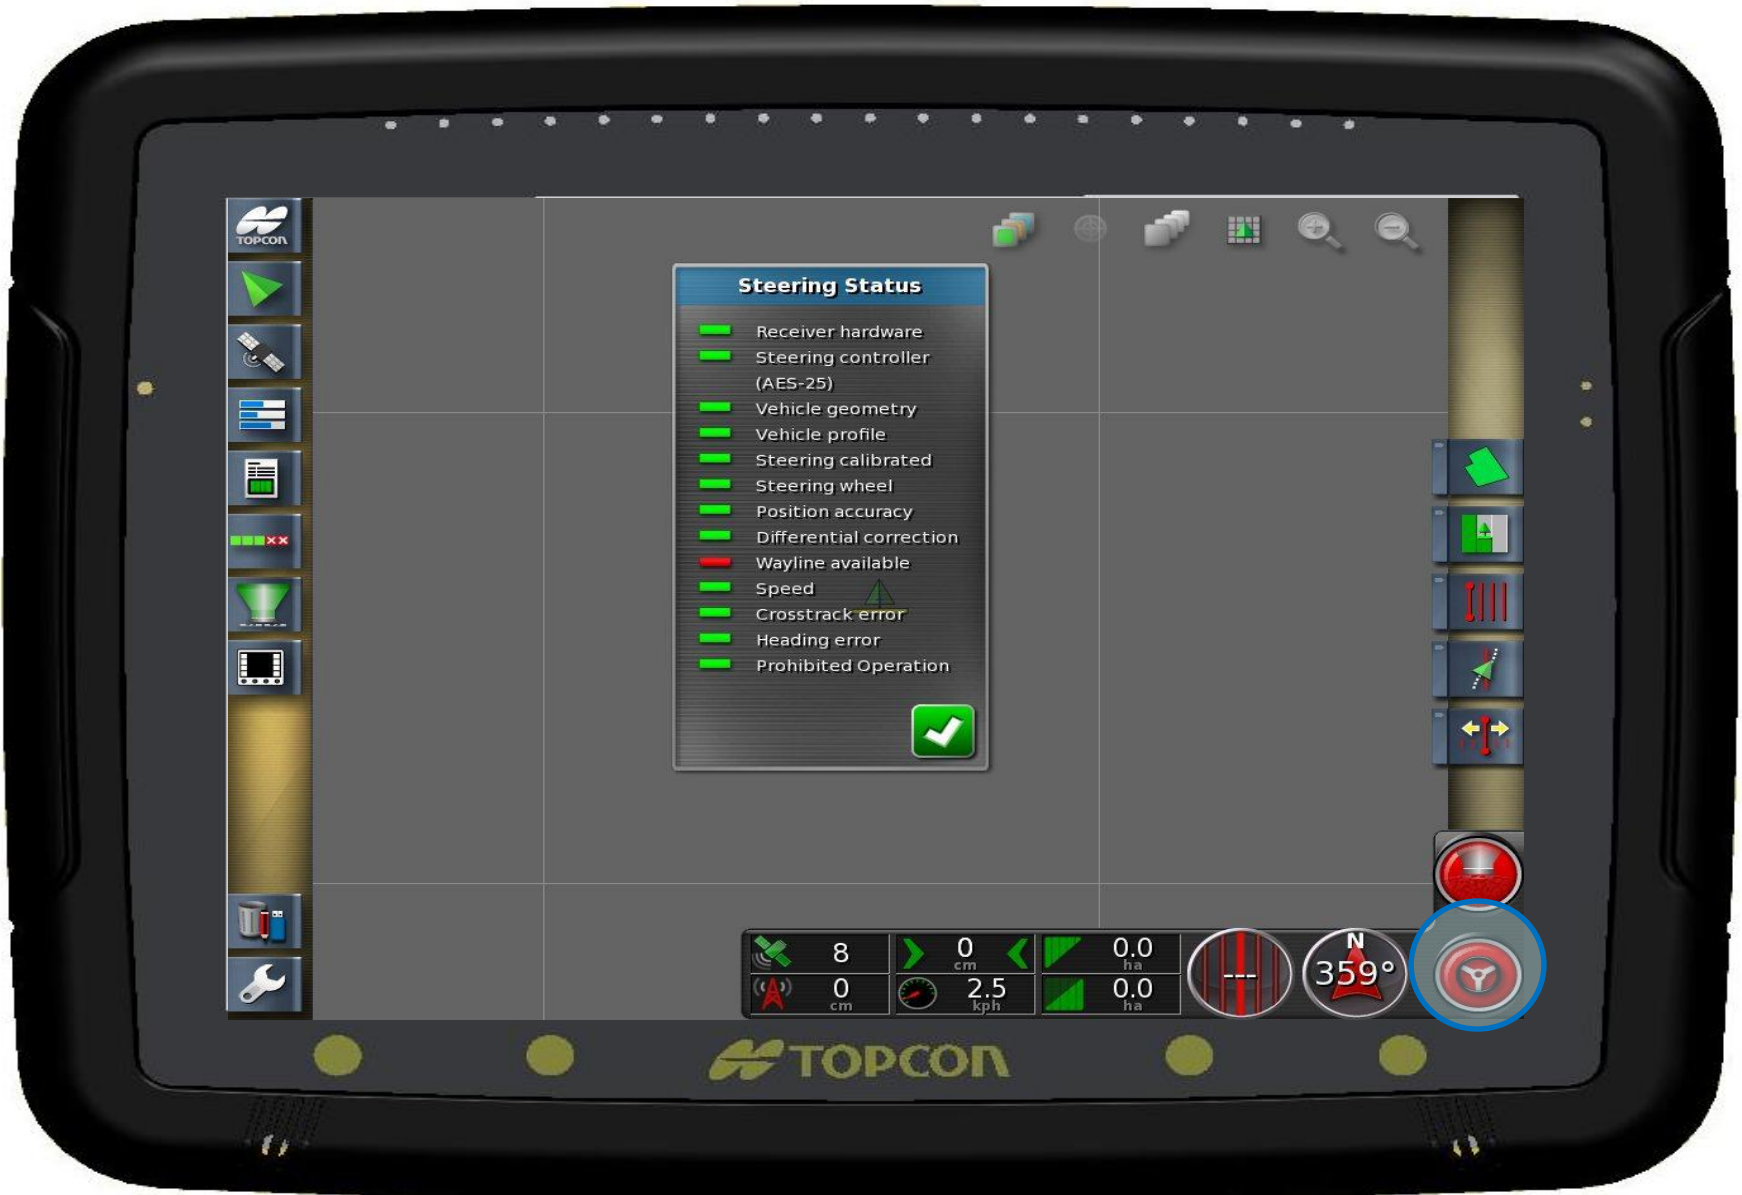 TOPCON
Steering Status
Receiver hardware
Steering controller
(AES-25)
Vehicle geometry
Vehicle profile
Steering calibrated
Steering wheel
Position accuracy
Differential correction
Wayline available
Speed
Crosstrack error
Heading error
Prohibited Operation
8
0
cm
0.0
ha
0
cm
2.5
kph
0.0
ha
---
N
359°
TOPCON